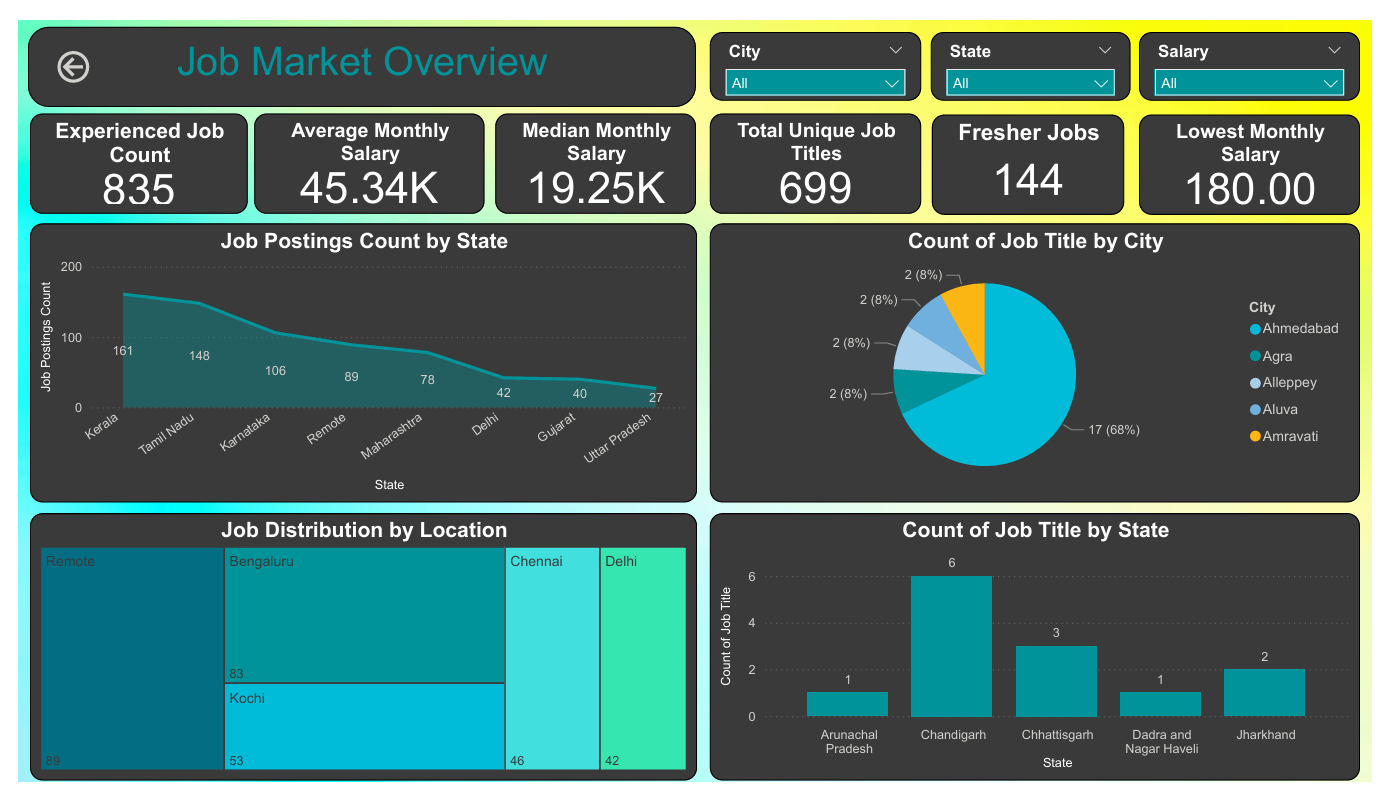 Job Market Overview
City
All
State
All
Salary
All
Experienced Job
Count
835
Average Monthly
Salary
45.34K
Median Monthly
Salary
19.25K
Total Unique Job
Titles
699
Fresher Jobs
144
Lowest Monthly
Salary
180.00
Job Postings Count by State
Job Postings Count
200
100
0
161
148
106
89
78
42
40
27
Kerala
Tamil Nadu
Karnataka
Remote
Maharashtra
Delhi
Gujarat
Uttar Pradesh
State
Count of Job Title by City
2 (8%)
2 (8%)
2 (8%)
2 (8%)
17 (68%)
City
Ahmedabad
Agra
Alleppey
Aluva
Amravati
Job Distribution by Location
Remote
89
Bengaluru
83
Kochi
53
Chennai
46
Delhi
42
Count of Job Title by State
Count of Job Title
6
4
2
0
1
6
3
1
2
Arunachal
Pradesh
Chandigarh
Chhattisgarh
Dadra and
Nagar Haveli
Jharkhand
State